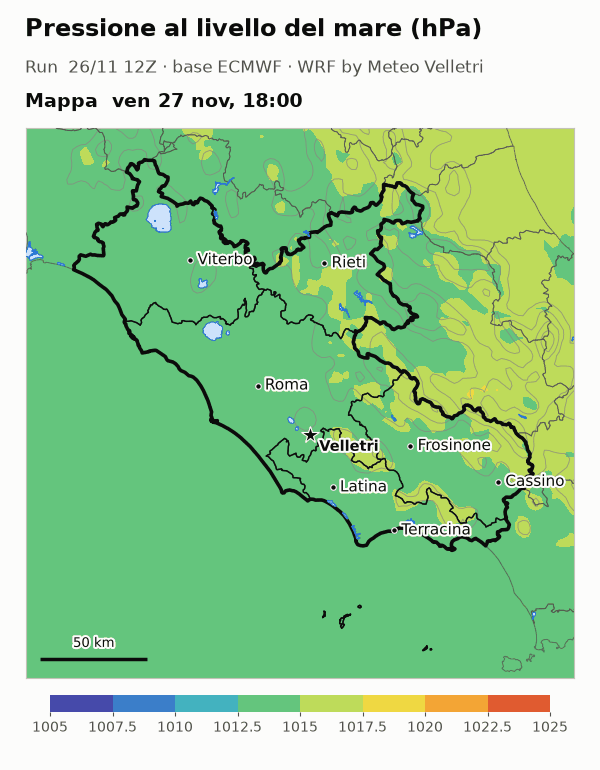 Pressione al livello del mare (hPa)
Run  26/11 12Z · base ECMWF · WRF by Meteo Velletri
Mappa  ven 27 nov, 18:00
Viterbo
Rieti
Roma
Velletri
Frosinone
Latina
Cassino
Terracina
50 km
1005 1007.5 1010 1012.5 1015 1017.5 1020 1022.5 1025